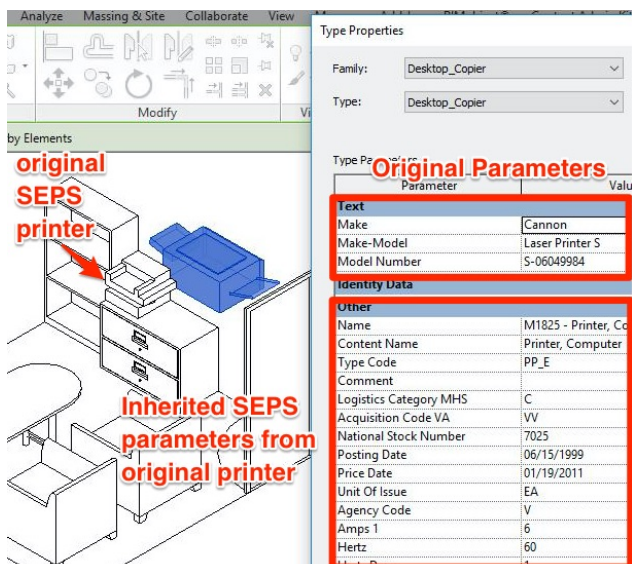 Analyze Massing & Site Collaborate View
Modify
by Elements
original
SEPS
printer
Inherited SEPS
parameters from
original printer
Type Properties
Family: Desktop_Copier
Type: Desktop_Copier
Original Parameters
Parameter Valu
Text
Make Cannon
Make-Model Laser Printer S
Model Number S-06049984
Identity Data
Other
Name M1825 - Printer, Co
Content Name Printer, Computer
Type Code PP_E
Comment
Logistics Category MHS C
Acquisition Code VA VV
National Stock Number 7025
Posting Date 06/15/1999
Price Date 01/19/2011
Unit Of Issue EA
Agency Code V
Amps 1 6
Hertz 60